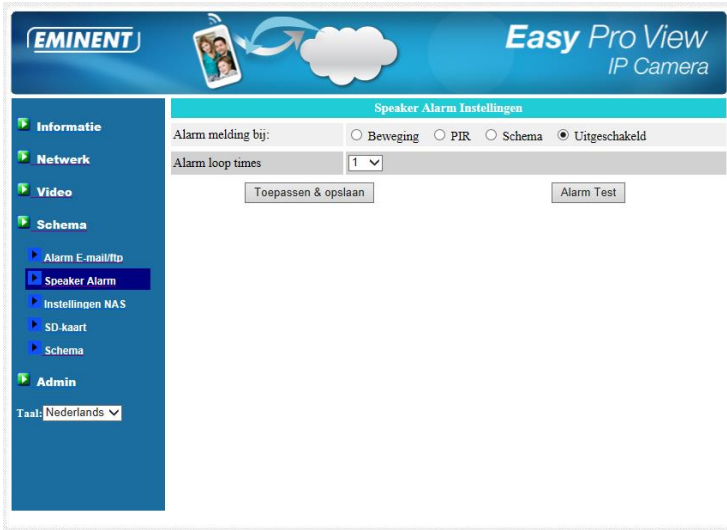 EMINENT
Easy Pro View
IP Camera
Informatie
Netwerk
Video
Schema
Alarm E-mail/ftp
Speaker Alarm
Instellingen NAS
SD-kaart
Schema
Admin
Taal: Nederlands
Speaker Alarm Instellingen
Alarm melding bij: Beweging PIR Schema Uitgeschakeld
Alarm loop times 1
Toepassen & opslaan Alarm Test